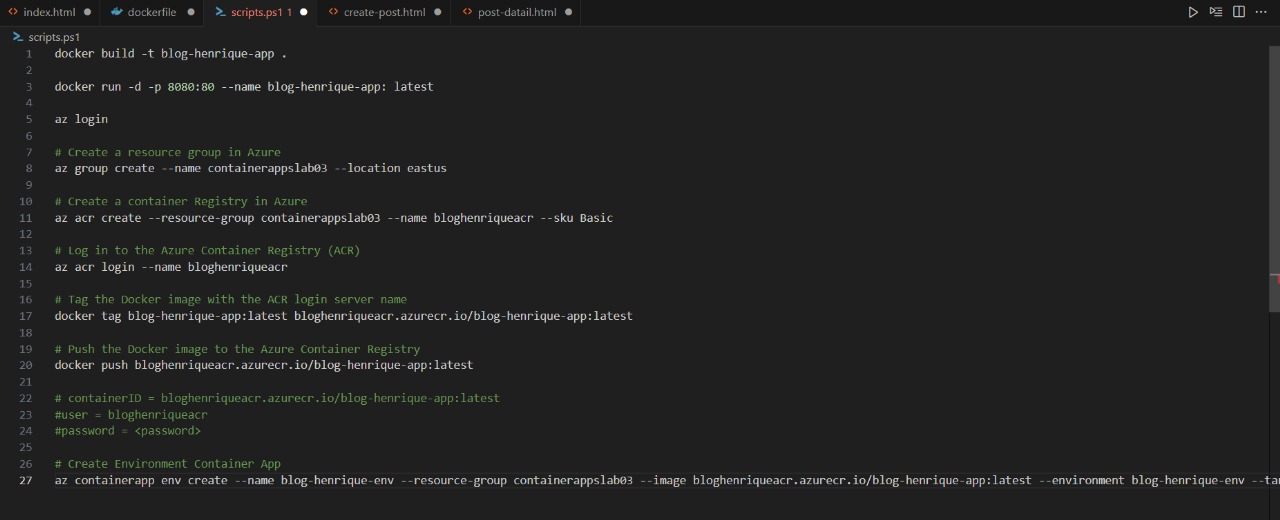 index.html
dockerfile
scripts.ps1 1
create-post.html
post-datail.html
scripts.ps1
1 docker build -t blog-henrique-app .
2
3 docker run -d -p 8080:80 --name blog-henrique-app: latest
4
5 az login
6
7 # Create a resource group in Azure
8 az group create --name containerappslab03 --location eastus
9
10 # Create a container Registry in Azure
11 az acr create --resource-group containerappslab03 --name bloghenriqueacr --sku Basic
12
13 # Log in to the Azure Container Registry (ACR)
14 az acr login --name bloghenriqueacr
15
16 # Tag the Docker image with the ACR login server name
17 docker tag blog-henrique-app:latest bloghenriqueacr.azurecr.io/blog-henrique-app:latest
18
19 # Push the Docker image to the Azure Container Registry
20 docker push bloghenriqueacr.azurecr.io/blog-henrique-app:latest
21
22 # containerID = bloghenriqueacr.azurecr.io/blog-henrique-app:latest
23 #user = bloghenriqueacr
24 #password = <password>
25
26 # Create Environment Container App
27 az containerapp env create --name blog-henrique-env --resource-group containerappslab03 --image bloghenriqueacr.azurecr.io/blog-henrique-app:latest --environment blog-henrique-env